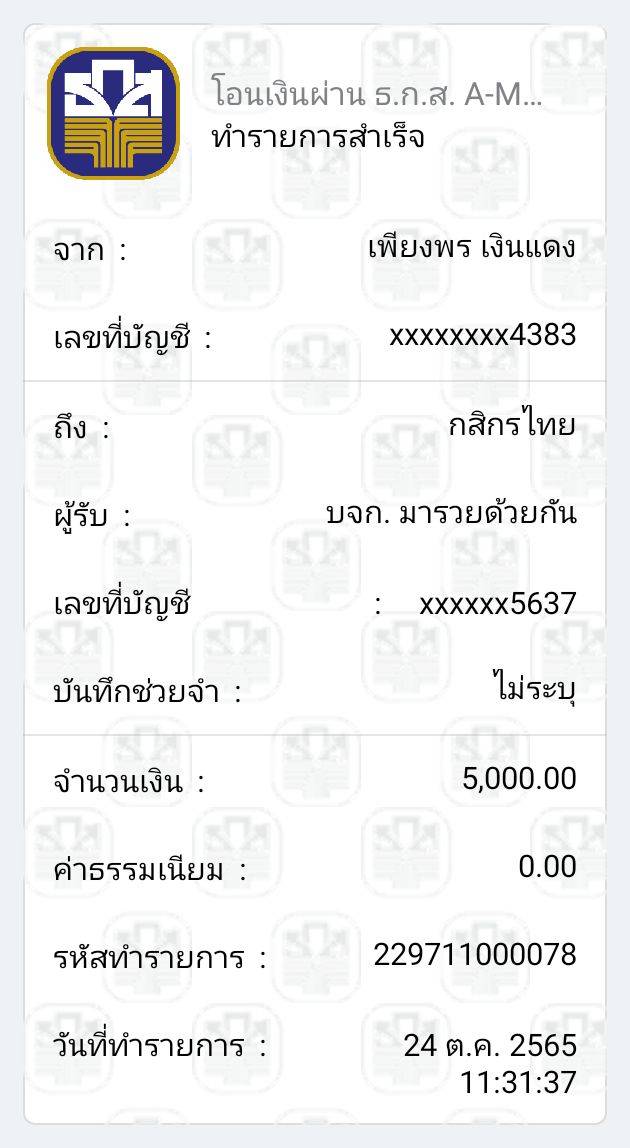 โอนเงินผ่าน ธ.ก.ส. A-M...
ทำรายการสำเร็จ
จาก : เพียงพร เงินแดง
เลขที่บัญชี : xxxxxxxx4383
ถึง : กสิกรไทย
ผู้รับ : บจก. มารวยด้วยกัน
เลขที่บัญชี : xxxxxx5637
บันทึกช่วยจำ : ไม่ระบุ
จำนวนเงิน : 5,000.00
ค่าธรรมเนียม : 0.00
รหัสทำรายการ : 229711000078
วันที่ทำรายการ : 24 ต.ค. 2565
11:31:37